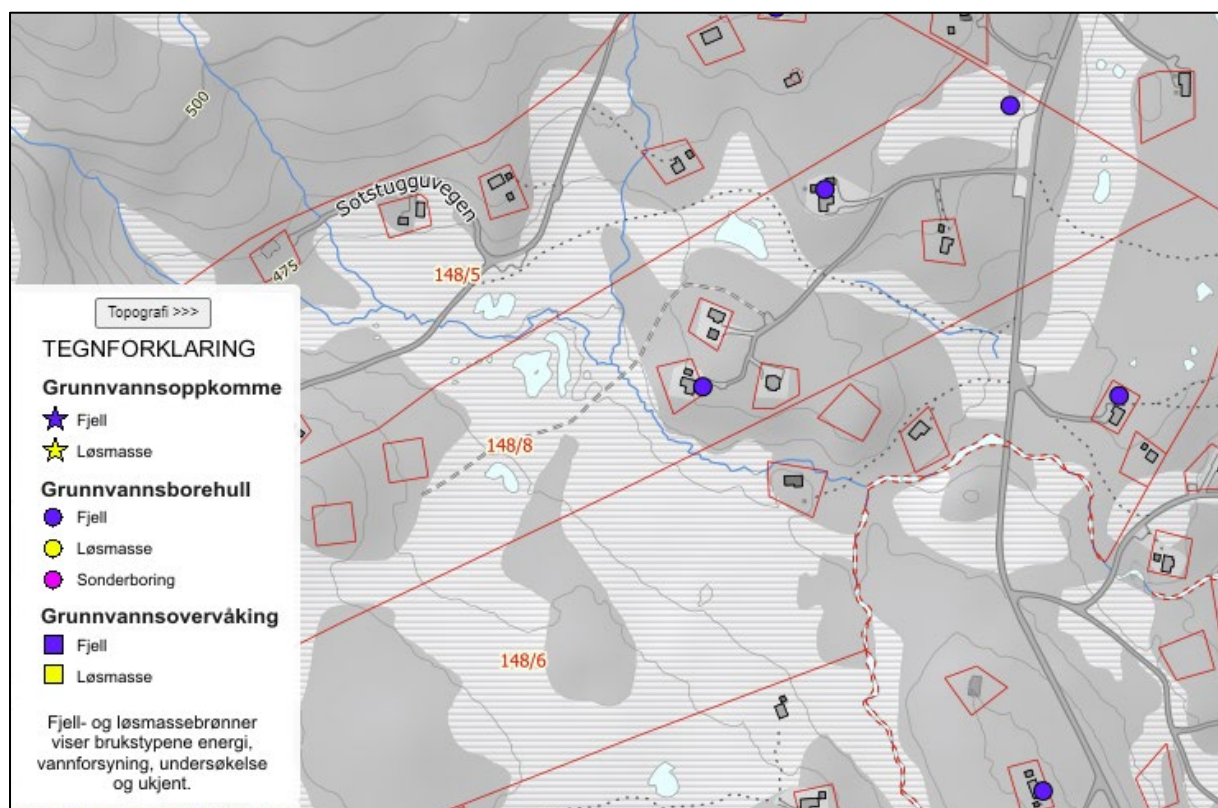 500
Sotstugguvegen
475
148/5
148/8
148/6
Topografi >>>
TEGNFORKLARING
Grunnvannsoppkomme
Fjell
Løsmasse
Grunnvannsborehull
Fjell
Løsmasse
Sonderboring
Grunnvannsovervåking
Fjell
Løsmasse
Fjell- og løsmassebrønner
viser brukstypene energi,
vannforsyning, undersøkelse
og ukjent.